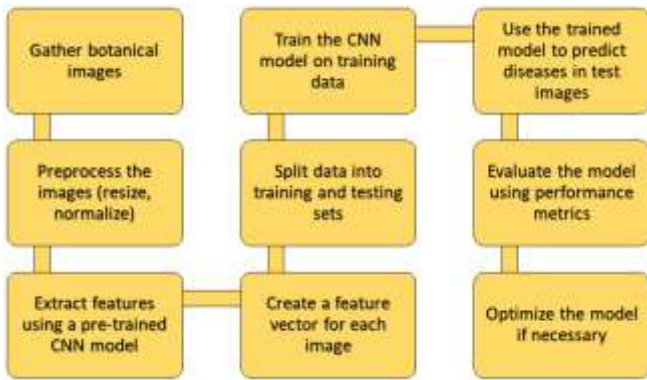 Gather botanical
images
Preprocess the
images (resize,
normalize)
Extract features
using a pre-trained
CNN model
Create a feature
vector for each
image
Split data into
training and testing
sets
Train the CNN
model on training
data
Use the trained
model to predict
diseases in test
images
Evaluate the model
using performance
metrics
Optimize the model
if necessary